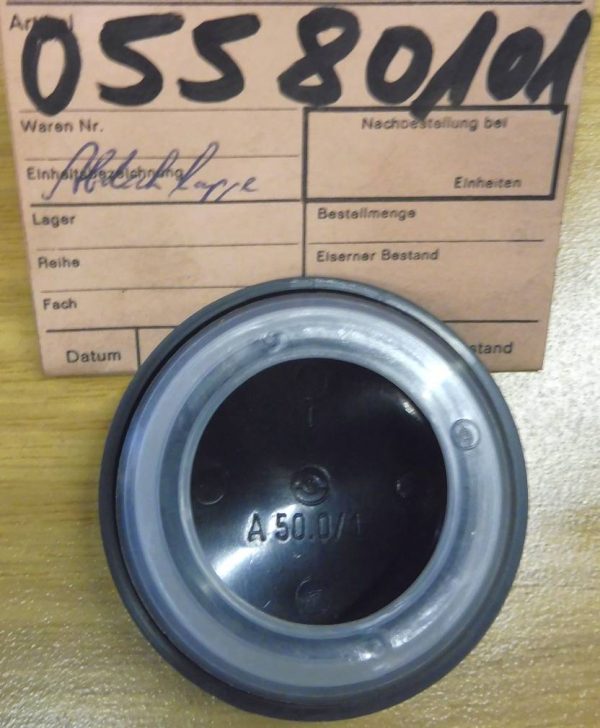 Artikel
05580101
Waren Nr.
Nachbestellung bei
Einheitsbezeichnung
Abdeckkappe
Einheiten
Lager
Bestellmenge
Reihe
Eiserner Bestand
Fach
Datum
stand
A 50.0/1